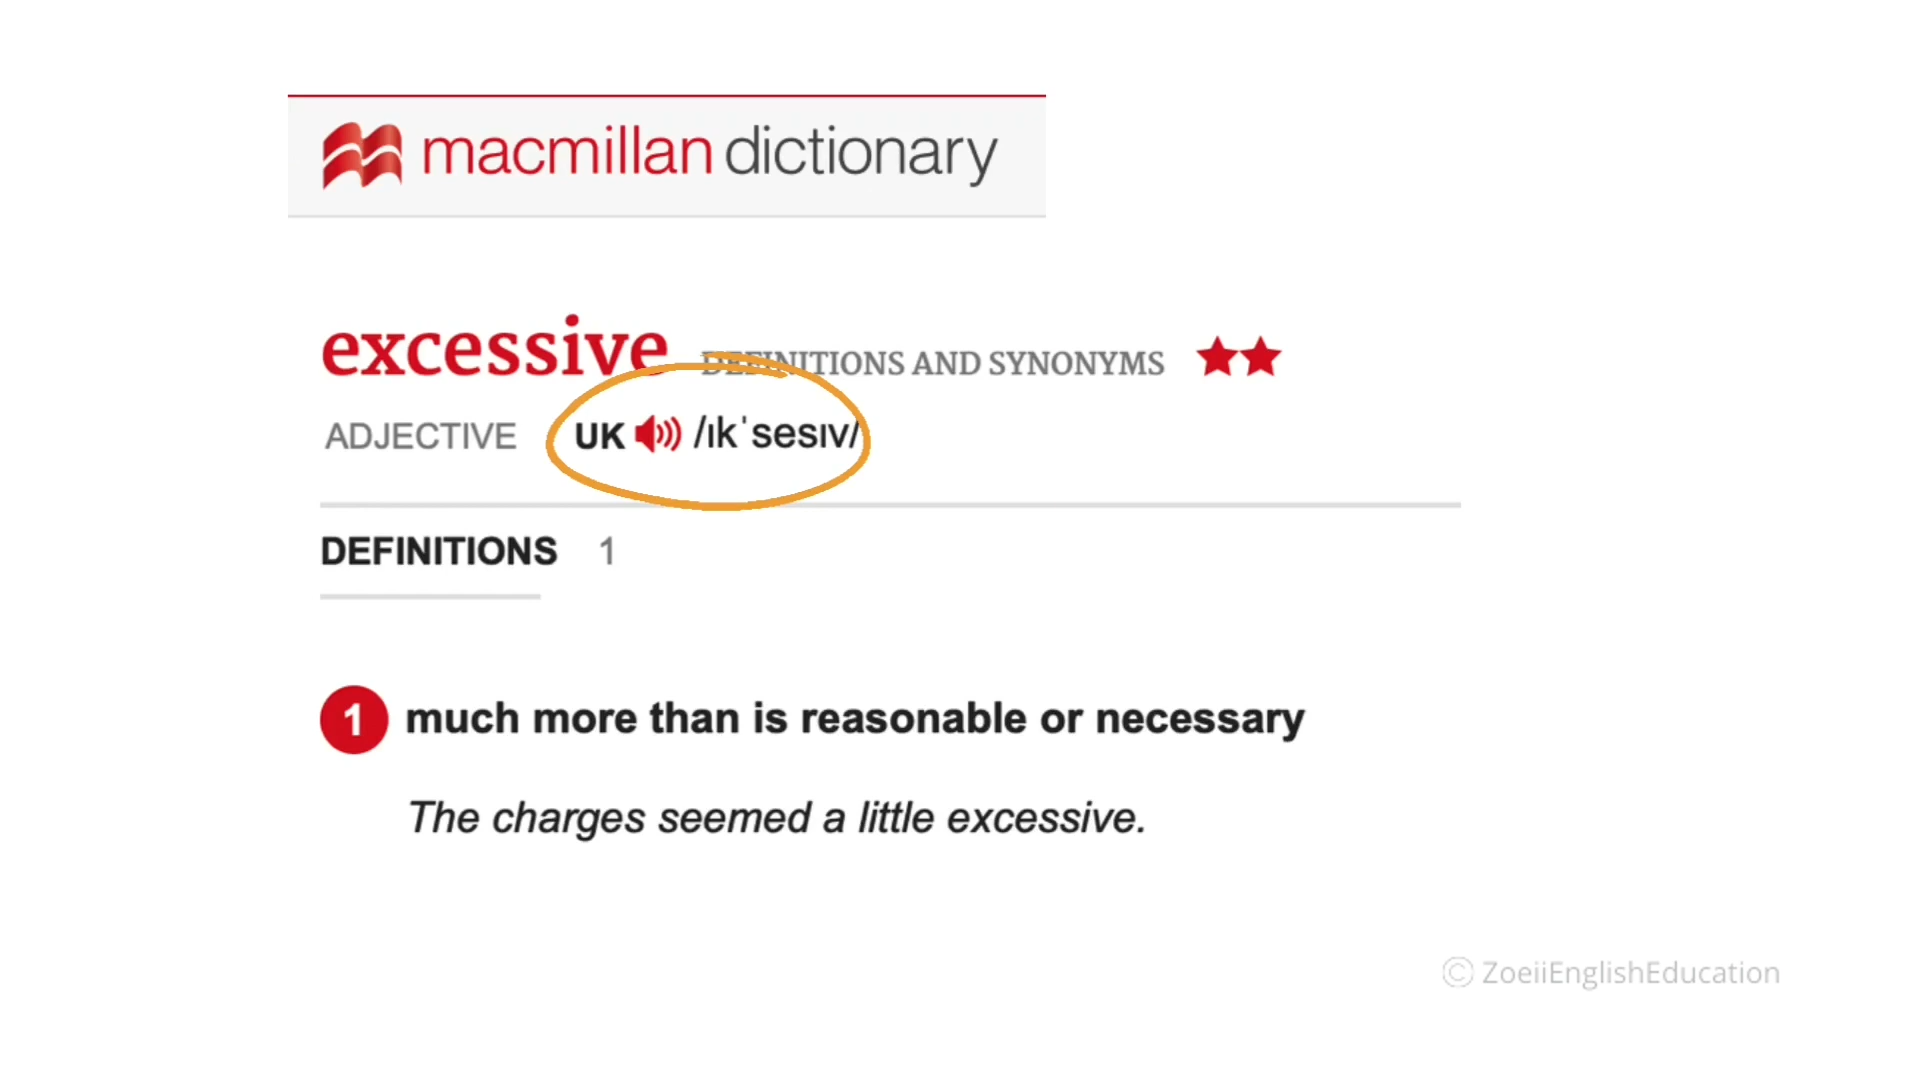 macmillan dictionary
excessive DEFINITIONS AND SYNONYMS
ADJECTIVE UK /ɪkˈsesɪv/
DEFINITIONS 1
1 much more than is reasonable or necessary
The charges seemed a little excessive.
© ZoeiiEnglishEducation